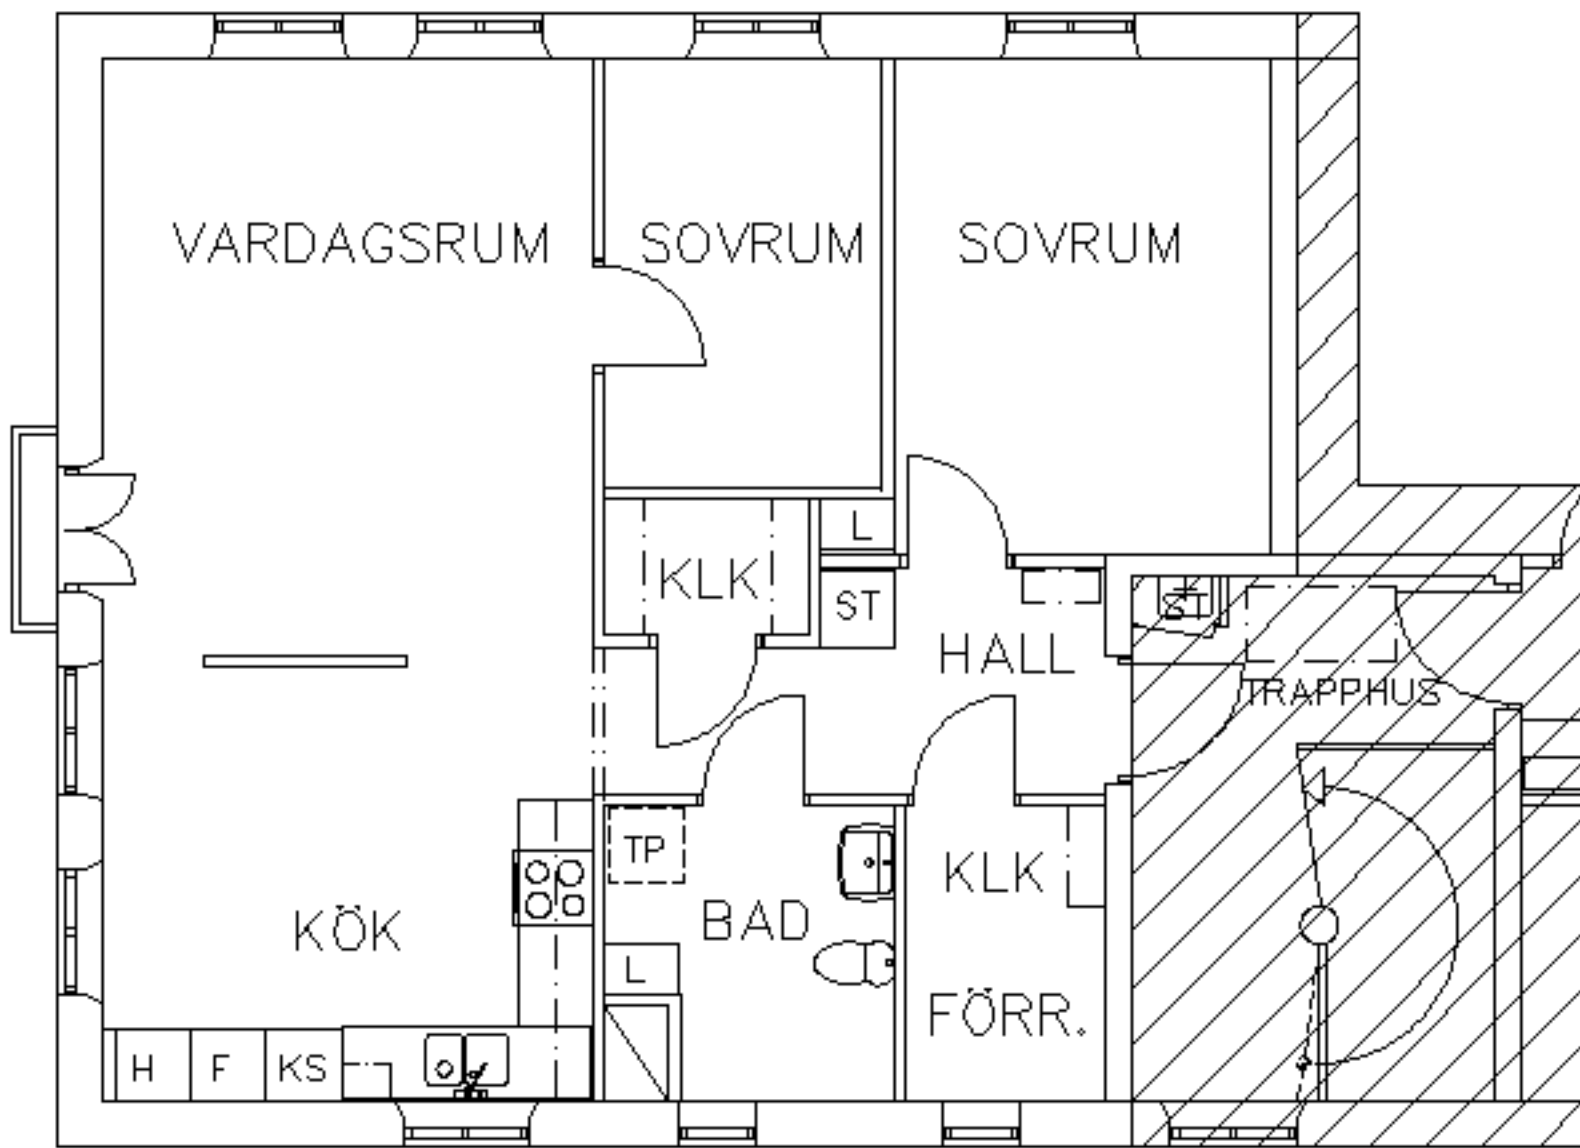 VARDAGSRUM
SOVRUM
SOVRUM
L
KLK
ST
ST
HALL
TRAPPHUS
TP
KLK
BAD
KÖK
L
FÖRR.
H
F
KS